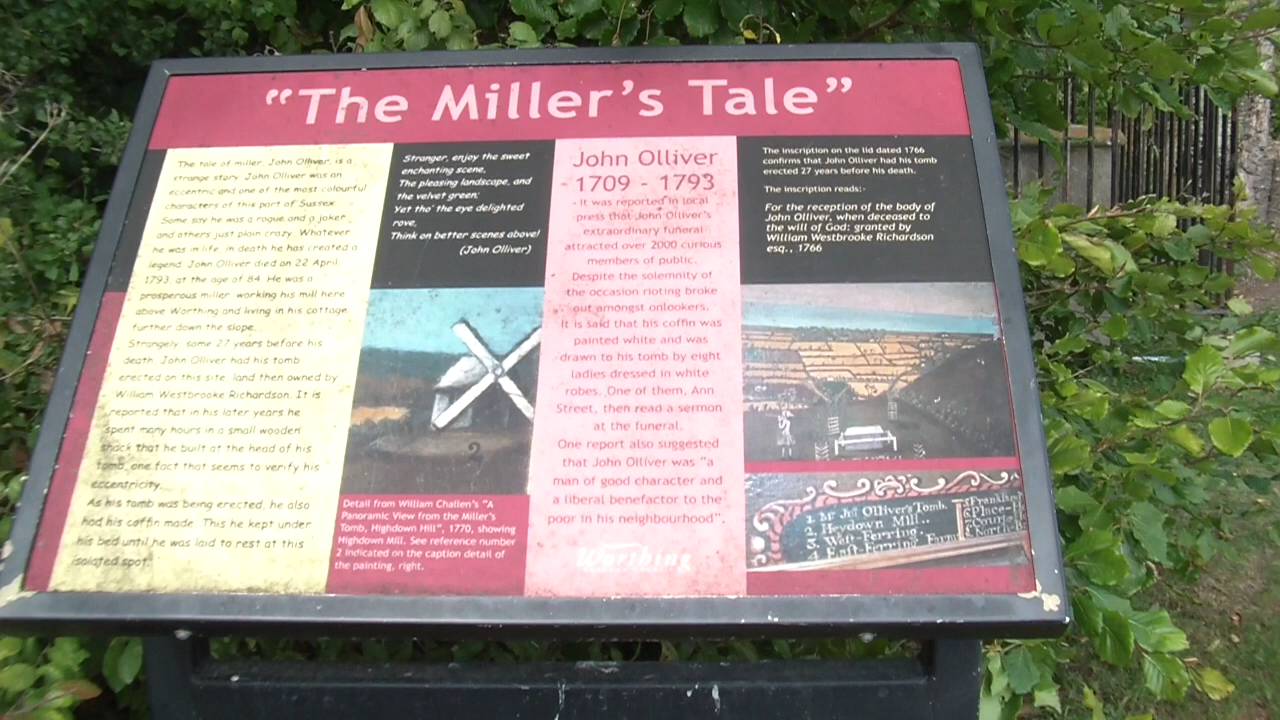 “The Miller’s Tale”
The tale of miller, John Olliver, is a
strange story. John Olliver was an
eccentric and one of the most colourful
characters of this part of Sussex.
Some say he was a rogue and a joker
and others just plain crazy. Whatever
he was in life, in death he has created a
legend. John Olliver died on 22 April,
1793, at the age of 84. He was a
prosperous miller, working his mill here
above Worthing and living in his cottage
further down the slope.
Strangely, some 27 years before his
death, John Olliver had his tomb
erected on this site, land then owned by
William Westbrooke Richardson. It is
reported that in his later years he
spent many hours in a small wooden
shack that he built at the head of his
tomb, one fact that seems to verify his
eccentricity.
As his tomb was being erected, he also
had his coffin made. This he kept under
his bed until he was laid to rest at this
isolated spot.
Stranger, enjoy the sweet
enchanting scene,
The pleasing landscape, and
the velvet green;
Yet tho' the eye delighted
rove,
Think on better scenes above!
(John Olliver)
2
Detail from William Challen's "A
Panoramic View from the Miller's
Tomb, Highdown Hill", 1770, showing
Highdown Mill. See reference number
2 indicated on the caption detail of
the painting, right.
John Olliver
1709 - 1793
It was reported in local
press that John Olliver's
extraordinary funeral
attracted over 2000 curious
members of public.
Despite the solemnity of
the occasion rioting broke
out amongst onlookers.
It is said that his coffin was
painted white and was
drawn to his tomb by eight
ladies dressed in white
robes. One of them, Ann
Street, then read a sermon
at the funeral.
One report also suggested
that John Olliver was "a
man of good character and
a liberal benefactor to the
poor in his neighbourhood".
Worthing
The inscription on the lid dated 1766
confirms that John Olliver had his tomb
erected 27 years before his death.
The inscription reads:-
For the reception of the body of
John Olliver, when deceased to
the will of God: granted by
William Westbrooke Richardson
esq., 1766
1 Mr Jno Olliver's Tomb.
2 Heydown Mill..
3 West-Ferring
4 East-Ferring Farm